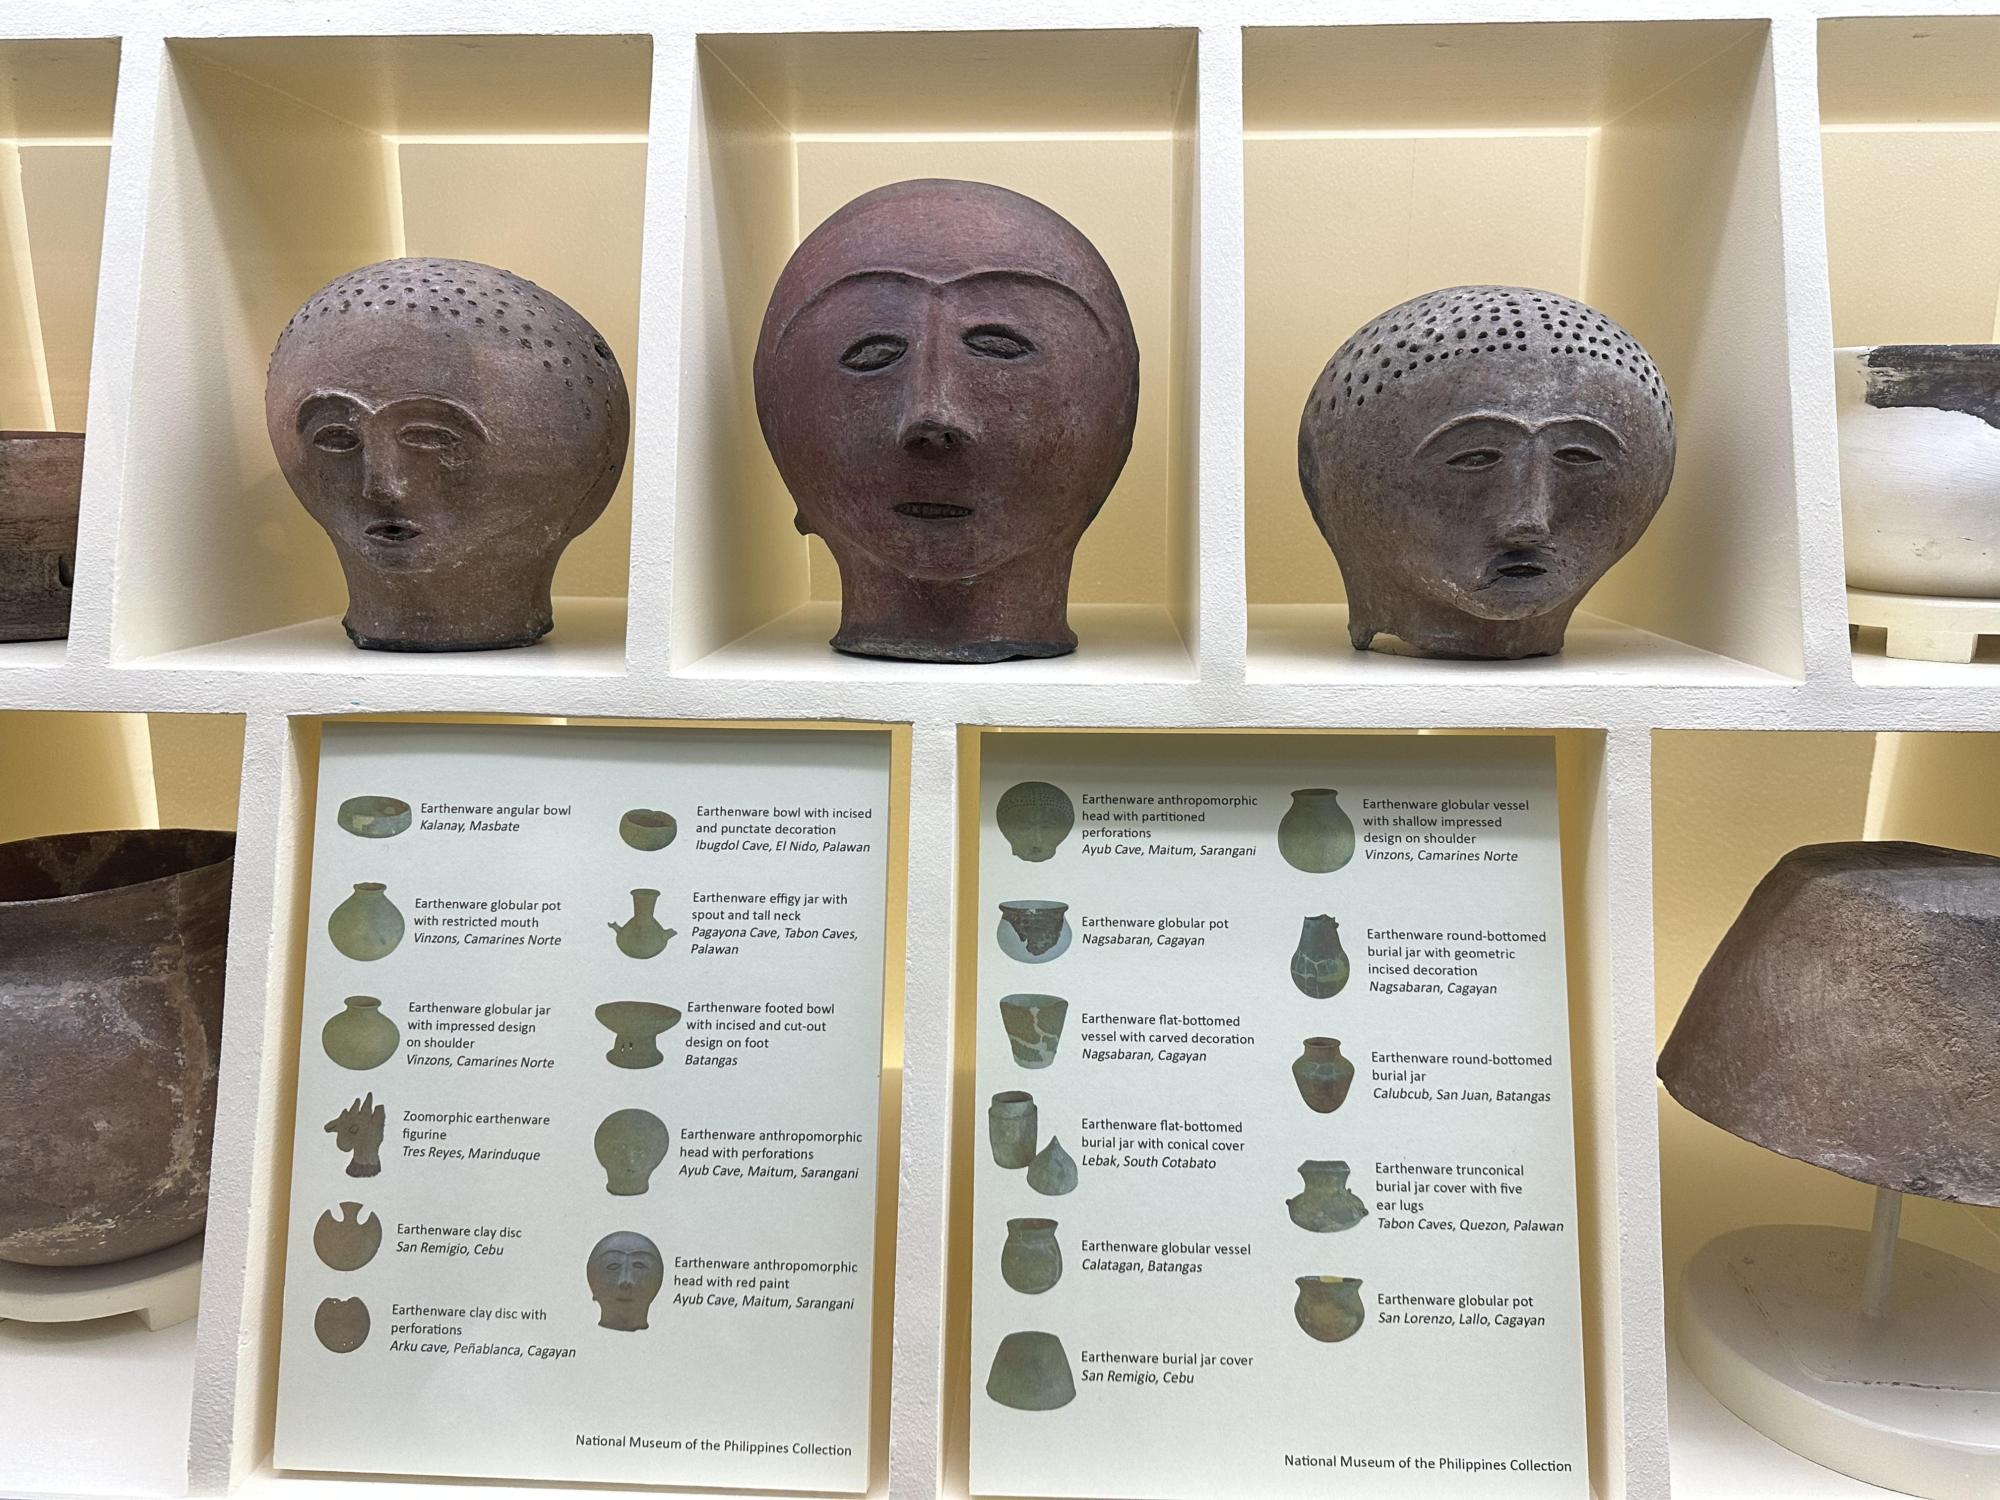 Earthenware angular bowl
Kalanay, Masbate
Earthenware globular pot
with restricted mouth
Vinzons, Camarines Norte
Earthenware globular jar
with impressed design
on shoulder
Vinzons, Camarines Norte
Zoomorphic earthenware
figurine
Tres Reyes, Marinduque
Earthenware clay disc
San Remigio, Cebu
Earthenware clay disc with
perforations
Arku cave, Peñablanca, Cagayan
Earthenware bowl with incised
and punctate decoration
Ibugdol Cave, El Nido, Palawan
Earthenware effigy jar with
spout and tall neck
Pagayona Cave, Tabon Caves,
Palawan
Earthenware footed bowl
with incised and cut-out
design on foot
Batangas
Earthenware anthropomorphic
head with perforations
Ayub Cave, Maitum, Sarangani
Earthenware anthropomorphic
head with red paint
Ayub Cave, Maitum, Sarangani
National Museum of the Philippines Collection
Earthenware anthropomorphic
head with partitioned
perforations
Ayub Cave, Maitum, Sarangani
Earthenware globular pot
Nagsabaran, Cagayan
Earthenware flat-bottomed
vessel with carved decoration
Nagsabaran, Cagayan
Earthenware flat-bottomed
burial jar with conical cover
Lebak, South Cotabato
Earthenware globular vessel
Calatagan, Batangas
Earthenware burial jar cover
San Remigio, Cebu
Earthenware globular vessel
with shallow impressed
design on shoulder
Vinzons, Camarines Norte
Earthenware round-bottomed
burial jar with geometric
incised decoration
Nagsabaran, Cagayan
Earthenware round-bottomed
burial jar
Calubcub, San Juan, Batangas
Earthenware trunconical
burial jar cover with five
ear lugs
Tabon Caves, Quezon, Palawan
Earthenware globular pot
San Lorenzo, Lallo, Cagayan
National Museum of the Philippines Collection